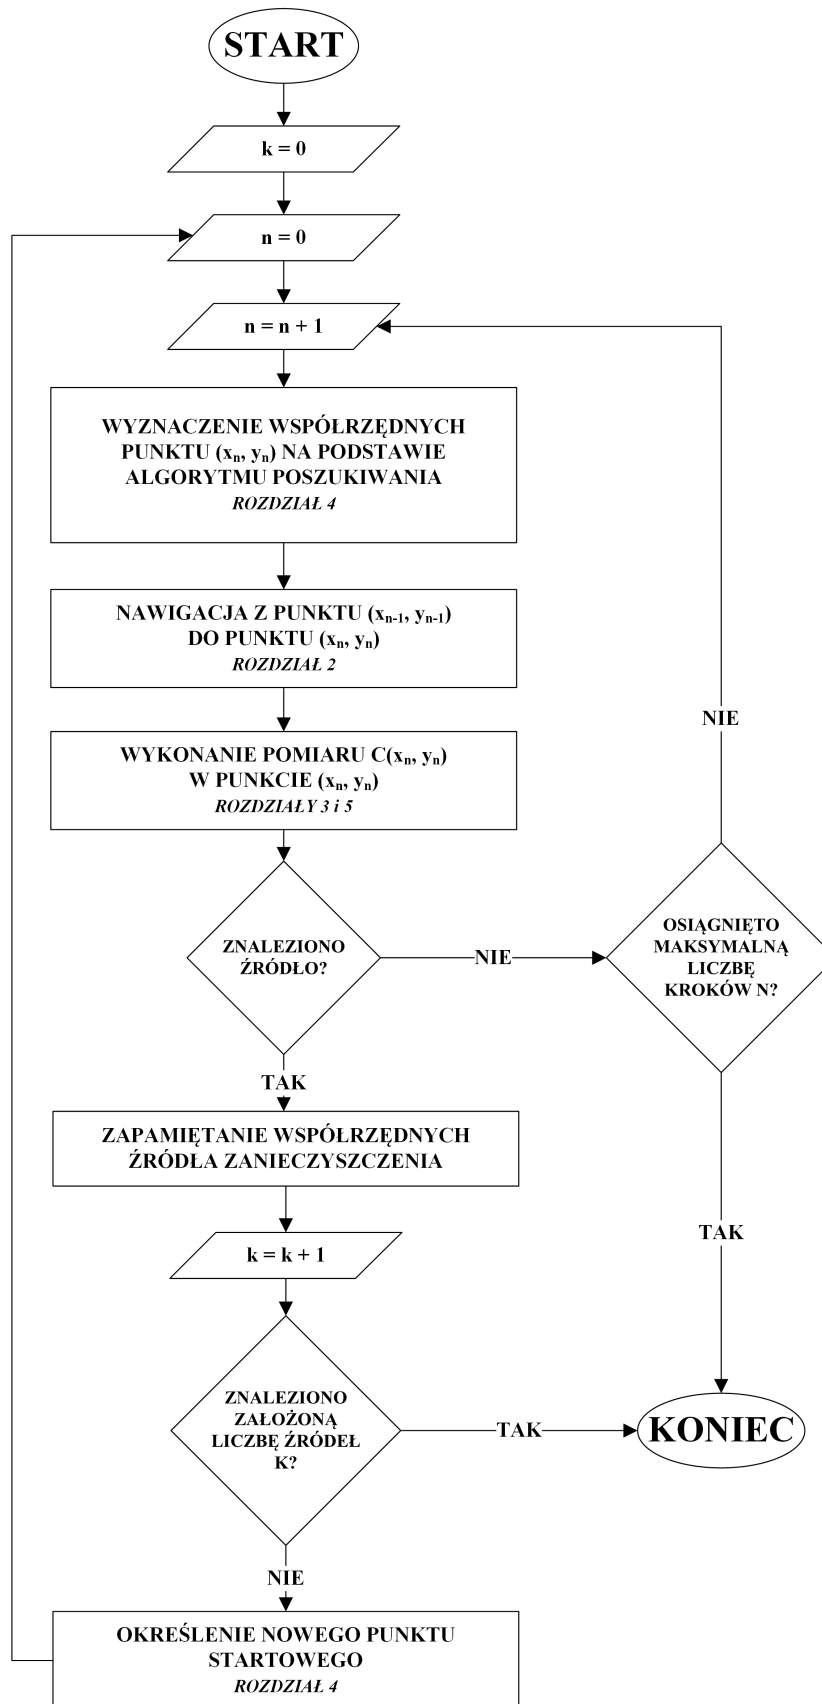 START
k = 0
n = 0
n = n + 1
WYZNACZENIE WSPÓŁRZĘDNYCH
PUNKTU (xn, yn) NA PODSTAWIE
ALGORYTMU POSZUKIWANIA
ROZDZIAŁ 4
NAWIGACJA Z PUNKTU (xn-1, yn-1)
DO PUNKTU (xn, yn)
ROZDZIAŁ 2
WYKONANIE POMIARU C(xn, yn)
W PUNKCIE (xn, yn)
ROZDZIAŁY 3 i 5
ZNALEZIONO
ŹRÓDŁO?
NIE
OSIĄGNIĘTO
MAKSYMALNĄ
LICZBĘ
KROKÓW N?
NIE
TAK
TAK
ZAPAMIĘTANIE WSPÓŁRZĘDNYCH
ŹRÓDŁA ZANIECZYSZCZENIA
k = k + 1
ZNALEZIONO
ZAŁOŻONĄ
LICZBĘ ŹRÓDEŁ
K?
TAK
KONIEC
NIE
OKREŚLENIE NOWEGO PUNKTU
STARTOWEGO
ROZDZIAŁ 4